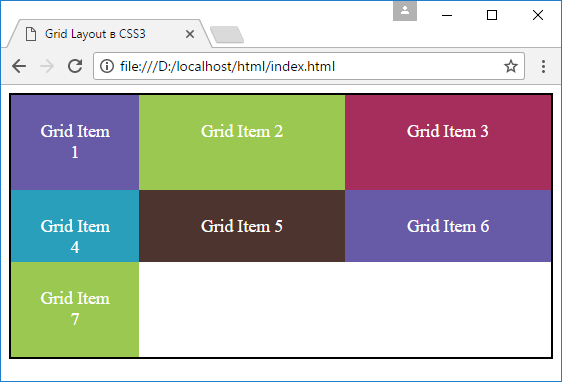 Grid Layout в CSS3
file:///D:/localhost/html/index.html
Grid Item
1
Grid Item 2
Grid Item 3
Grid Item
4
Grid Item 5
Grid Item 6
Grid Item
7